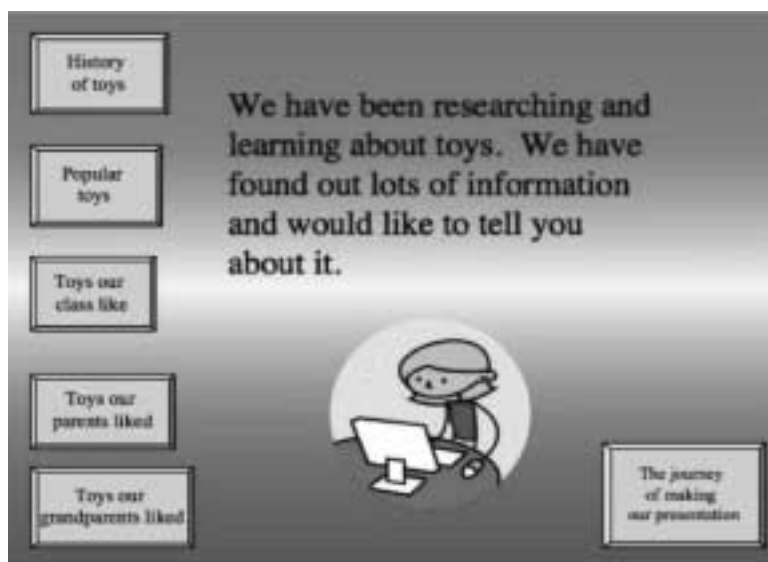 History
of toys
Popular
toys
Toys our
class like
Toys our
parents liked
Toys our
grandparents liked
We have been researching and
learning about toys.  We have
found out lots of information
and would like to tell you
about it.
The journey
of making
our presentation